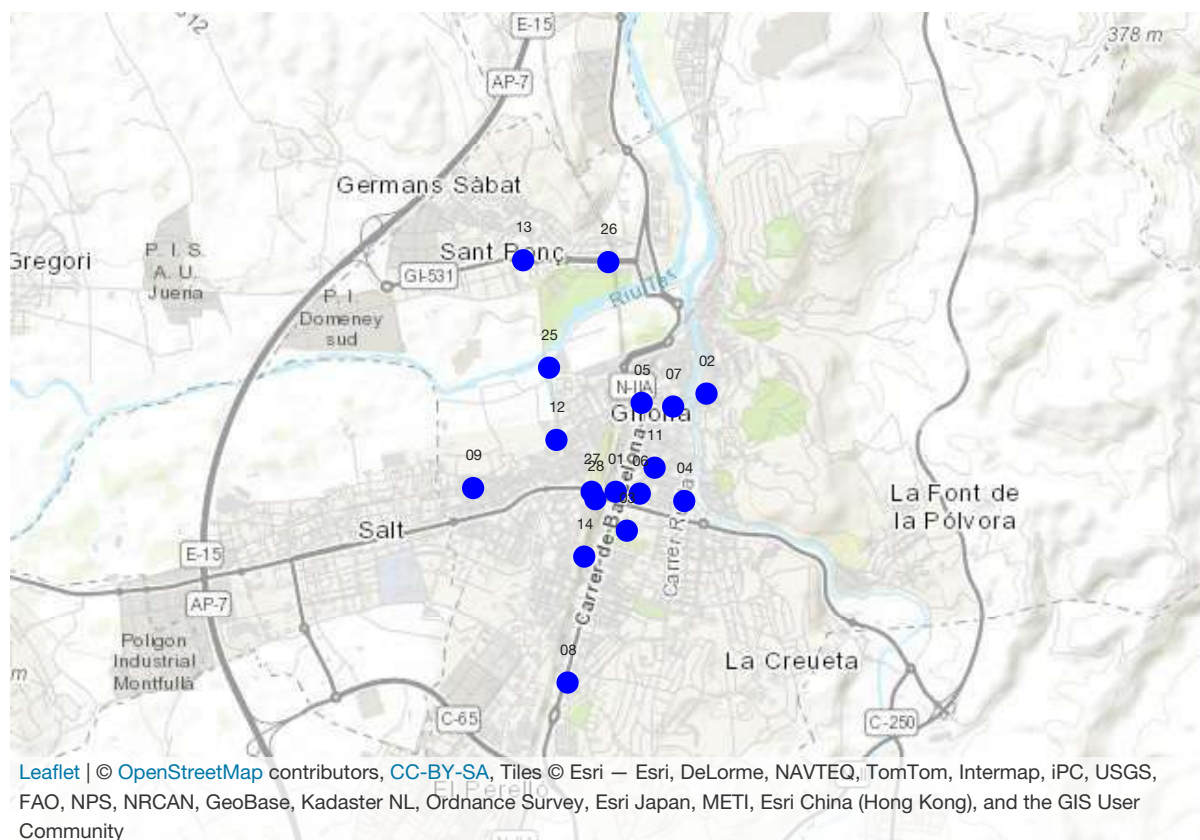 E-15
378 m
AP-7
Germans Sàbat
13
26
Sant Ponç
Gregori
P. I. S.
A. U.
Juena
GI-531
Riu Ter
P. I.
Domeney
sud
25
05
07
02
N-IIA
Girona
12
11
09
27
28
01
06
04
La Font de
la Pólvora
Salt
14
Carrer de Barcelona
E-15
AP-7
Poligon
Industrial
Montfullà
08
La Creueta
m
C-65
C-250
Leaflet | © OpenStreetMap contributors, CC-BY-SA, Tiles © Esri — Esri, DeLorme, NAVTEQ, TomTom, Intermap, iPC, USGS,
FAO, NPS, NRCAN, GeoBase, Kadaster NL, Ordnance Survey, Esri Japan, METI, Esri China (Hong Kong), and the GIS User
El Perelló
Community